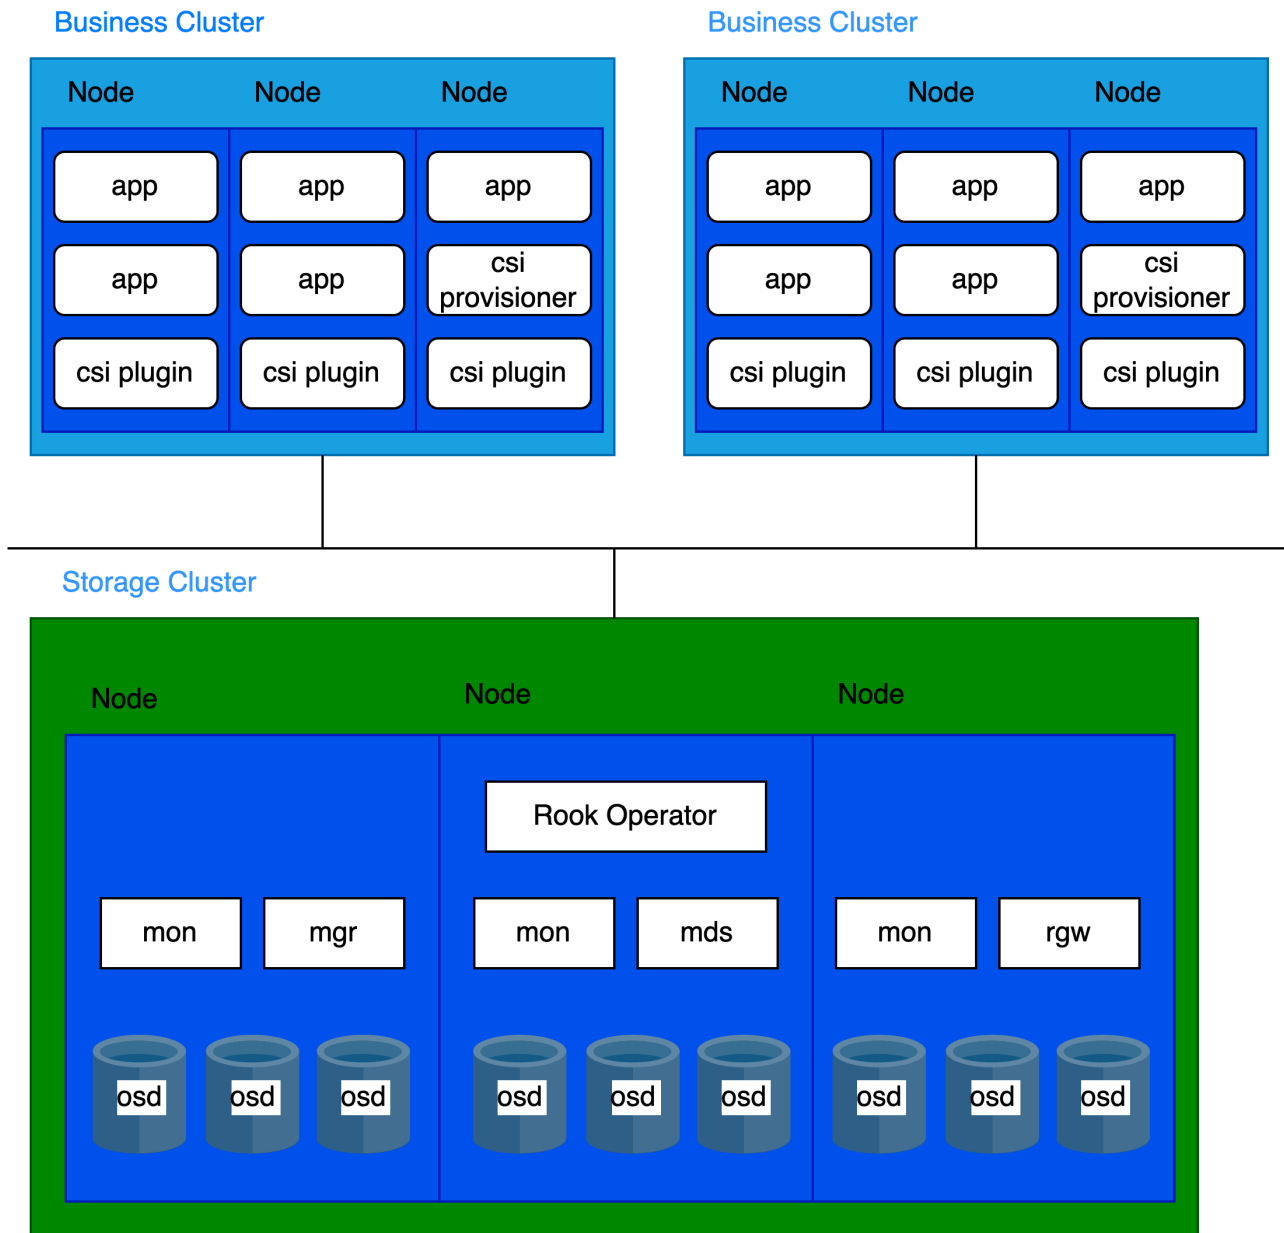 Business Cluster
Business Cluster
Node Node Node
Node Node Node
app app app
app app app
app app csi
provisioner
app app csi
provisioner
csi plugin csi plugin csi plugin
csi plugin csi plugin csi plugin
Storage Cluster
Node Node Node
Rook Operator
mon mgr mon mds mon rgw
osd osd osd osd osd osd osd osd osd